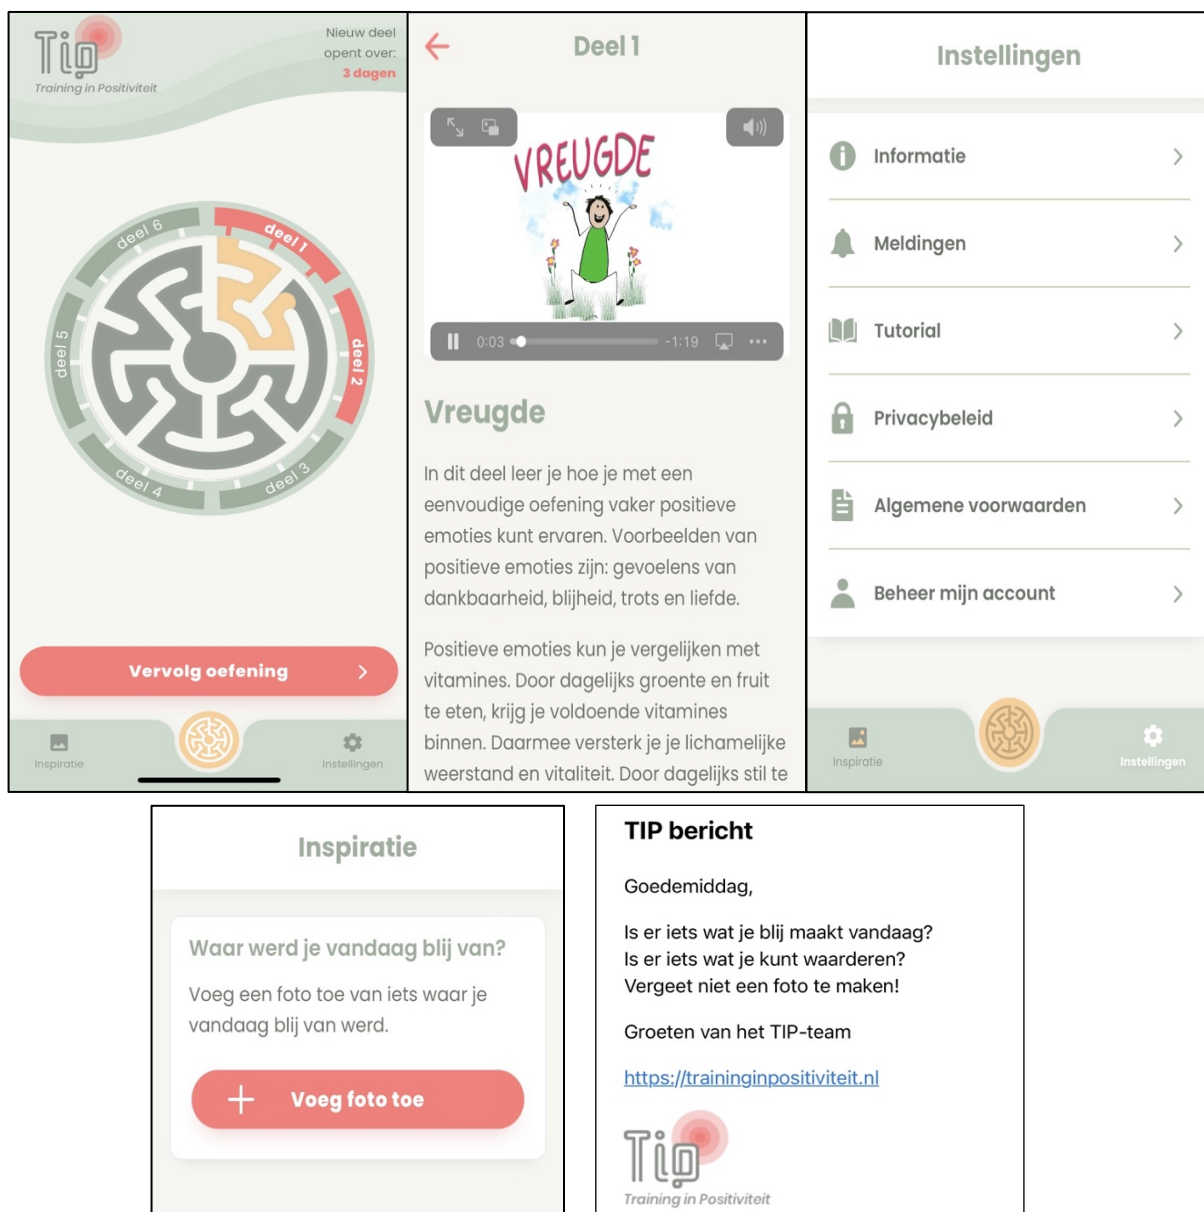 Tip
Training in Positiviteit
Nieuw deel
opent over:
3 dagen
deel 1
deel 2
deel 3
deel 4
deel 5
deel 6
Vervolg oefening
Inspiratie
Instellingen
Deel 1
VREUGDE
0:03
-1:19
Vreugde
In dit deel leer je hoe je met een
eenvoudige oefening vaker positieve
emoties kunt ervaren. Voorbeelden van
positieve emoties zijn: gevoelens van
dankbaarheid, blijheid, trots en liefde.
Positieve emoties kun je vergelijken met
vitamines. Door dagelijks groente en fruit
te eten, krijg je voldoende vitamines
binnen. Daarmee versterk je je lichamelijke
weerstand en vitaliteit. Door dagelijks stil te
Instellingen
Informatie
Meldingen
Tutorial
Privacybeleid
Algemene voorwaarden
Beheer mijn account
Inspiratie
Instellingen
Inspiratie
Waar werd je vandaag blij van?
Voeg een foto toe van iets waar je
vandaag blij van werd.
Voeg foto toe
TIP bericht
Goedemiddag,
Is er iets wat je blij maakt vandaag?
Is er iets wat je kunt waarderen?
Vergeet niet een foto te maken!
Groeten van het TIP-team
https://traininginpositiviteit.nl
Tip
Training in Positiviteit